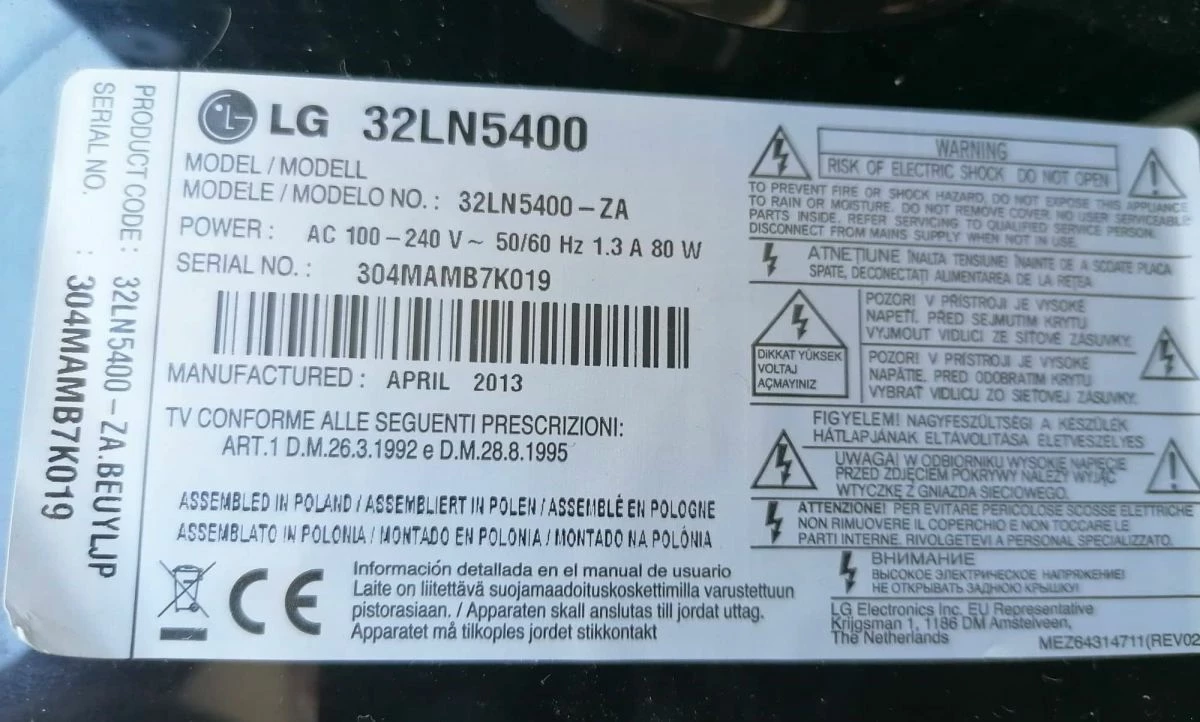 PRODUCT CODE : 32LN5400-ZA.BEUYLJP
SERIAL NO. : 304MAMB7K019
LG 32LN5400
MODEL / MODELL
MODELE / MODELO NO. : 32LN5400-ZA
POWER : AC 100-240 V~ 50/60 Hz 1.3 A 80 W
SERIAL NO. : 304MAMB7K019
MANUFACTURED : APRIL 2013
TV CONFORME ALLE SEGUENTI PRESCRIZIONI:
ART.1 D.M.26.3.1992 e D.M.28.8.1995
ASSEMBLED IN POLAND / ASSEMBLIERT IN POLEN / ASSEMBLÉ EN POLOGNE
ASSEMBLATO IN POLONIA / MONTADO EN POLONIA / MONTADO NA POLÓNIA
CE
Información detallada en el manual de usuario
Laite on liitettävä suojamaadoituskoskettimilla varustettuun
pistorasiaan. / Apparaten skall anslutas till jordat uttag.
Apparatet må tilkoples jordet stikkontakt
WARNING
RISK OF ELECTRIC SHOCK DO NOT OPEN
TO PREVENT FIRE OR SHOCK HAZARD, DO NOT EXPOSE THIS APPLIANCE
TO RAIN OR MOISTURE. DO NOT REMOVE COVER. NO USER SERVICEABLE
PARTS INSIDE. REFER SERVICING TO QUALIFIED SERVICE PERSON.
DISCONNECT FROM MAINS SUPPLY WHEN NOT IN USE.
ATNEŢIUNE ÎNALTA TENSIUNE! ÎNAINTE DE A SCOATE PLACA
SPATE, DECONECTAŢI ALIMENTAREA DE LA REŢEA
DİKKAT YÜKSEK
VOLTAJ
AÇMAYINIZ
POZOR! V PŘÍSTROJI JE VYSOKÉ
NAPĚTÍ. PŘED SEJMUTÍM KRYTU
VYJMOUT VIDLICI ZE SÍŤOVÉ ZÁSUVKY.
POZOR! V PRÍSTROJI JE VYSOKÉ
NAPÄTIE. PRED ODOBRATÍM KRYTU
VYBRAŤ VIDLICU ZO SIEŤOVEJ ZÁSUVKY.
FIGYELEM! NAGYFESZÜLTSÉG! A KÉSZÜLÉK
HÁTLAPJÁNAK ELTÁVOLÍTÁSA ÉLETVESZÉLYES
UWAGA! W ODBIORNIKU WYSOKIE NAPIĘCIE
PRZED ZDJĘCIEM POKRYWY NALEŻY WYJĄĆ
WTYCZKĘ Z GNIAZDA SIECIOWEGO.
ATTENZIONE! PER EVITARE PERICOLOSE SCOSSE ELETTRICHE
NON RIMUOVERE IL COPERCHIO E NON TOCCARE LE
PARTI INTERNE. RIVOLGETEVI A PERSONAL SPECIALIZZATO.
ВНИМАНИЕ
ВЫСОКОЕ ЭЛЕКТРИЧЕСКОЕ НАПРЯЖЕНИЕ!
НЕ ОТКРЫВАТЬ ЗАДНЮЮ КРЫШКУ!
LG Electronics Inc. EU Representative
Krijgsman 1, 1186 DM Amstelveen,
The Netherlands
MEZ64314711(REV02